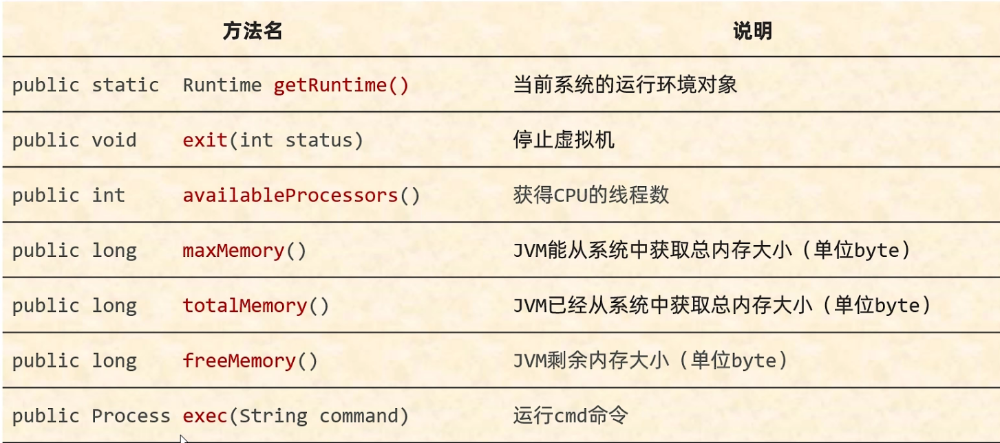 方法名 说明
public static Runtime getRuntime() 当前系统的运行环境对象
public void exit(int status) 停止虚拟机
public int availableProcessors() 获得CPU的线程数
public long maxMemory() JVM能从系统中获取总内存大小（单位byte）
public long totalMemory() JVM已经从系统中获取总内存大小（单位byte）
public long freeMemory() JVM剩余内存大小（单位byte）
public Process exec(String command) 运行cmd命令